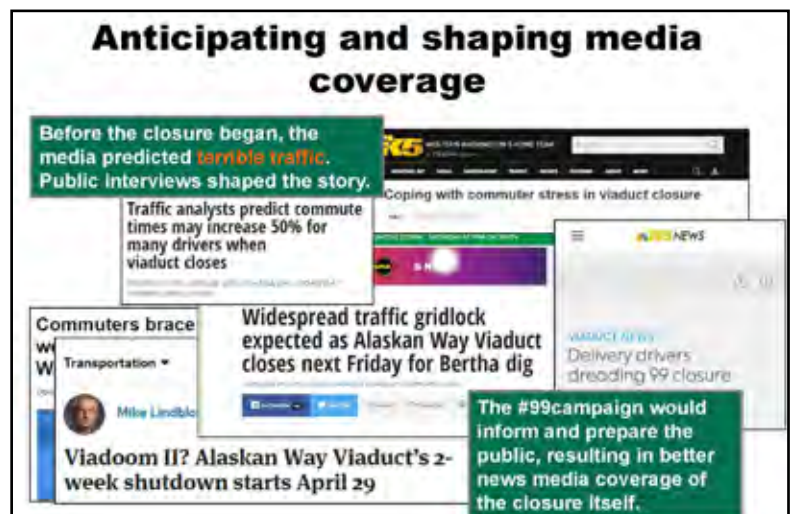 Anticipating and shaping media
coverage
Before the closure began, the
media predicted terrible traffic.
Public interviews shaped the story.
Coping with commuter stress in viaduct closure
Traffic analysts predict commute
times may increase 50% for
many drivers when
viaduct closes
NEWS
Widespread traffic gridlock
expected as Alaskan Way Viaduct
closes next Friday for Bertha dig
VIADUCT NEWS
Delivery drivers
dreading 99 closure
Commuters brace
W
Transportation
Mike Lindblo
Viadoom II? Alaskan Way Viaduct's 2-
week shutdown starts April 29
The #99campaign would
inform and prepare the
public, resulting in better
news media coverage of
the closure itself.